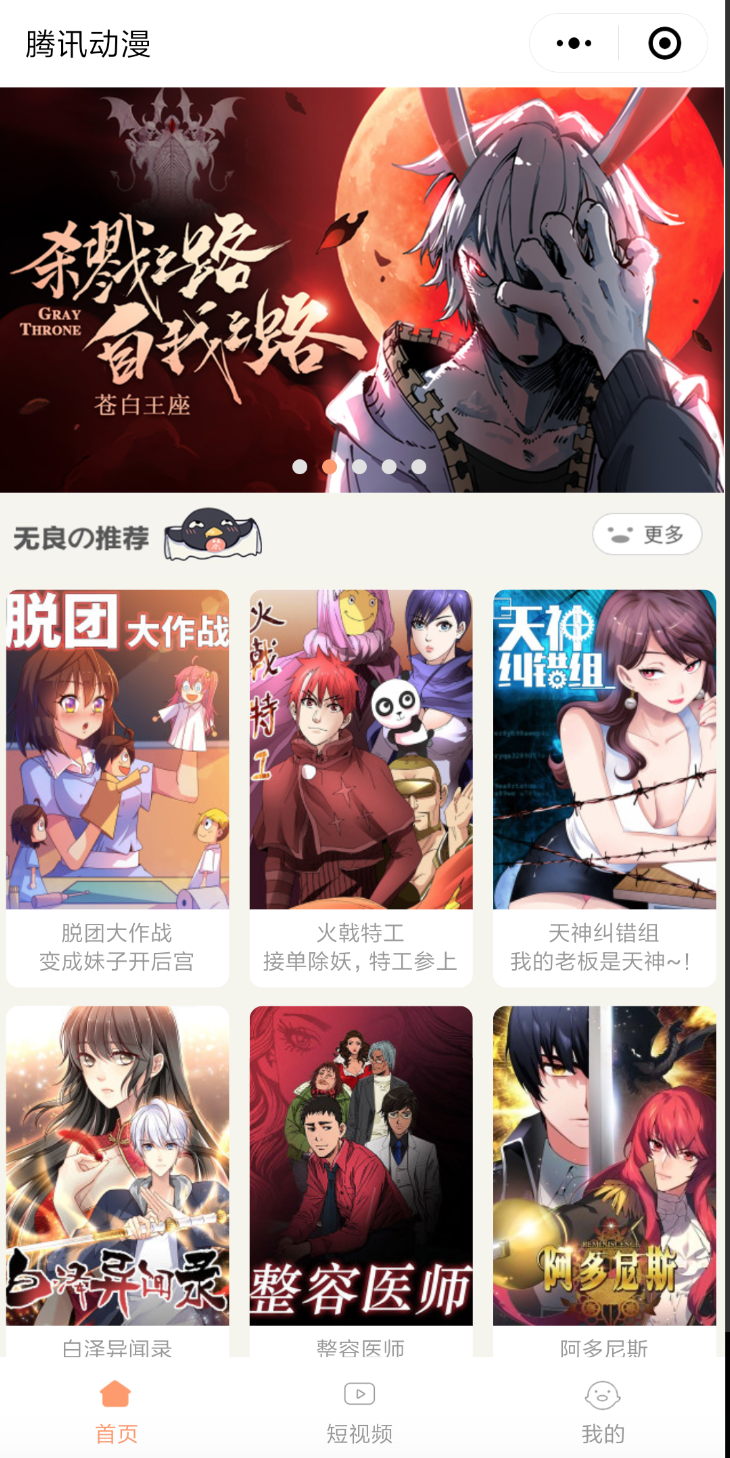 腾讯动漫
杀戮之路
GRAY
THRONE
自我之路
苍白王座
无良の推荐
更多
脱团大作战
火戟特工
天神
纠错组
脱团大作战
变成妹子开后宫
火戟特工
接单除妖，特工参上
天神纠错组
我的老板是天神~！
白泽异闻录
整容医师
REMINISCENCE
阿多尼斯
白泽异闻录
整容医师
阿多尼斯
首页
短视频
我的